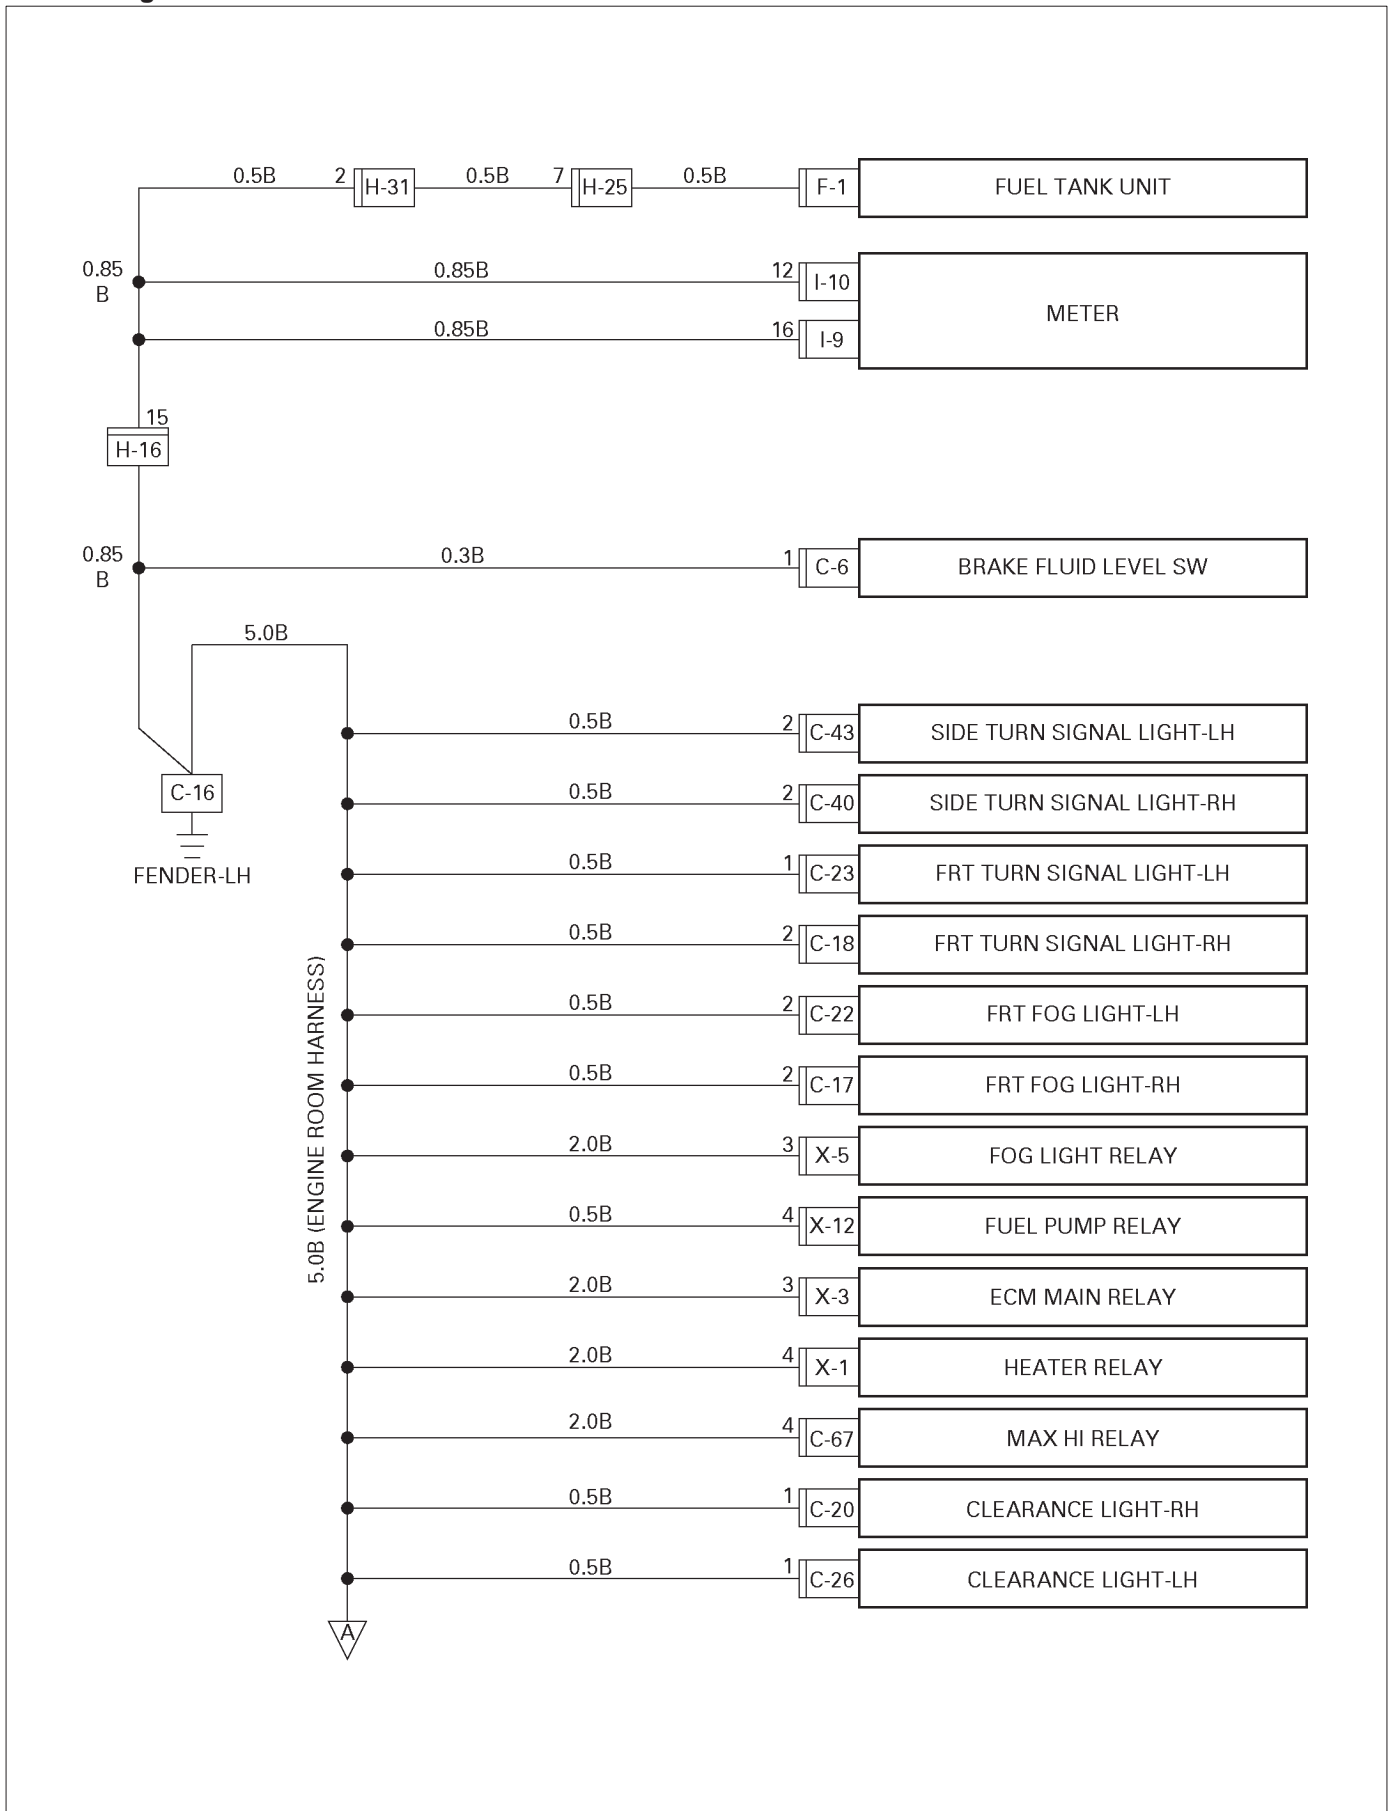 0.5B 2 H-31 0.5B 7 H-25 0.5B F-1 FUEL TANK UNIT
0.85
B
0.85B 12 I-10
METER
0.85B 16 I-9
15
H-16
0.85
B
0.3B 1 C-6 BRAKE FLUID LEVEL SW
5.0B
0.5B 2 C-43 SIDE TURN SIGNAL LIGHT-LH
C-16
FENDER-LH
0.5B 2 C-40 SIDE TURN SIGNAL LIGHT-RH
0.5B 1 C-23 FRT TURN SIGNAL LIGHT-LH
0.5B 2 C-18 FRT TURN SIGNAL LIGHT-RH
5.0B (ENGINE ROOM HARNESS)
0.5B 2 C-22 FRT FOG LIGHT-LH
0.5B 2 C-17 FRT FOG LIGHT-RH
2.0B 3 X-5 FOG LIGHT RELAY
0.5B 4 X-12 FUEL PUMP RELAY
2.0B 3 X-3 ECM MAIN RELAY
2.0B 4 X-1 HEATER RELAY
2.0B 4 C-67 MAX HI RELAY
0.5B 1 C-20 CLEARANCE LIGHT-RH
0.5B 1 C-26 CLEARANCE LIGHT-LH
A